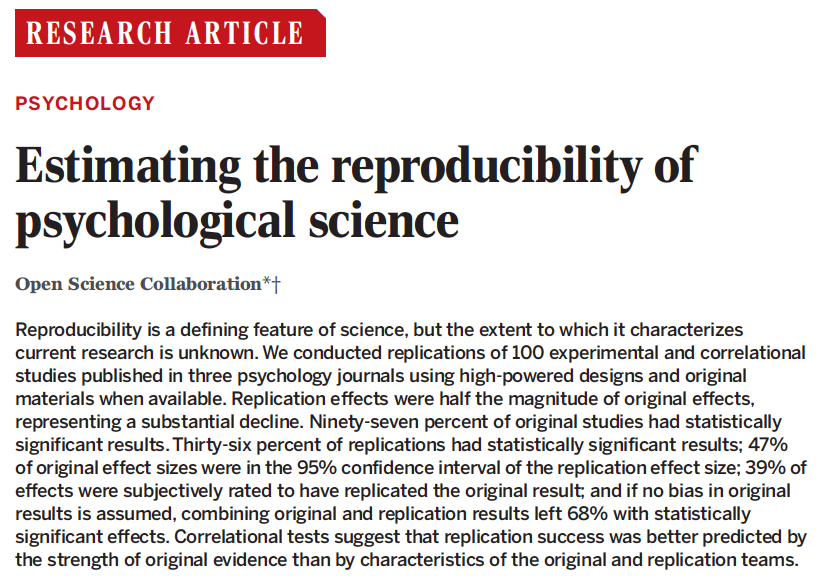 RESEARCH ARTICLE
PSYCHOLOGY
Estimating the reproducibility of
psychological science
Open Science Collaboration*†
Reproducibility is a defining feature of science, but the extent to which it characterizes
current research is unknown. We conducted replications of 100 experimental and correlational
studies published in three psychology journals using high-powered designs and original
materials when available. Replication effects were half the magnitude of original effects,
representing a substantial decline. Ninety-seven percent of original studies had statistically
significant results. Thirty-six percent of replications had statistically significant results; 47%
of original effect sizes were in the 95% confidence interval of the replication effect size; 39% of
effects were subjectively rated to have replicated the original result; and if no bias in original
results is assumed, combining original and replication results left 68% with statistically
significant effects. Correlational tests suggest that replication success was better predicted by
the strength of original evidence than by characteristics of the original and replication teams.